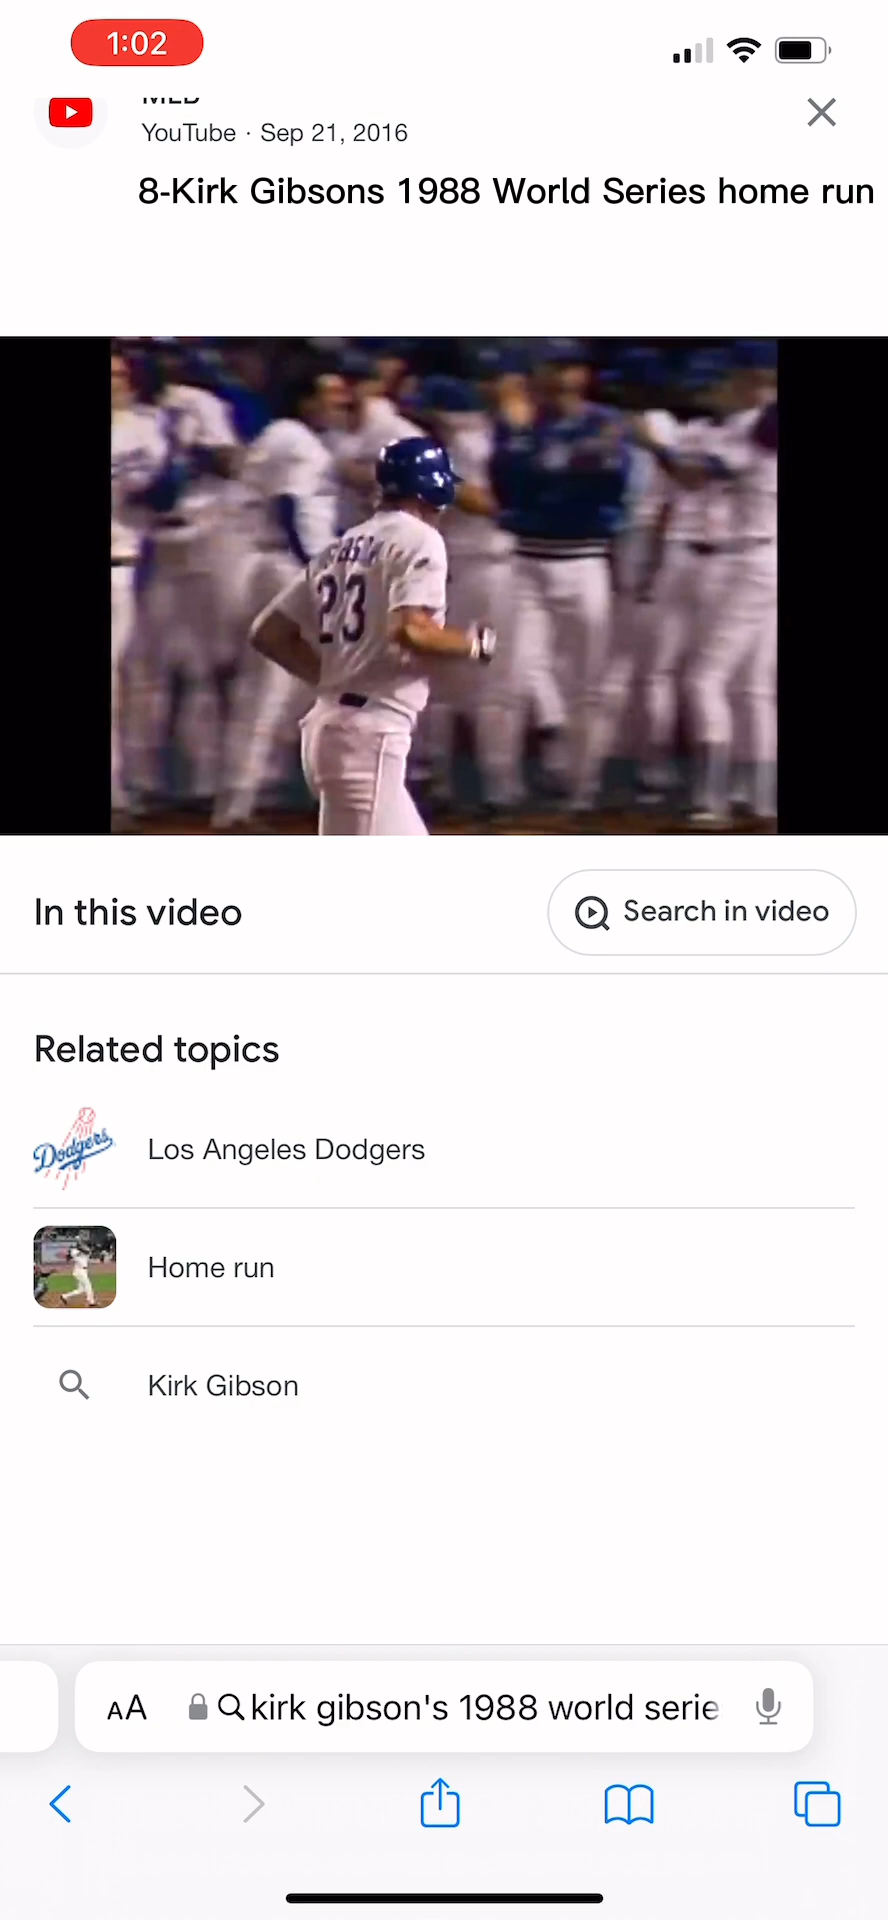 1:02
MLB
YouTube · Sep 21, 2016
8-Kirk Gibsons 1988 World Series home run
23
In this video
Search in video
Related topics
Dodgers
Los Angeles Dodgers
Home run
Kirk Gibson
AA
kirk gibson's 1988 world serie